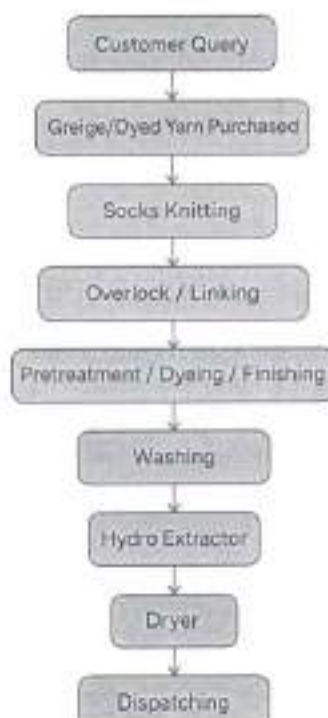 Customer Query
Greige/Dyed Yarn Purchased
Socks Knitting
Overlock / Linking
Pretreatment / Dyeing / Finishing
Washing
Hydro Extractor
Dryer
Dispatching